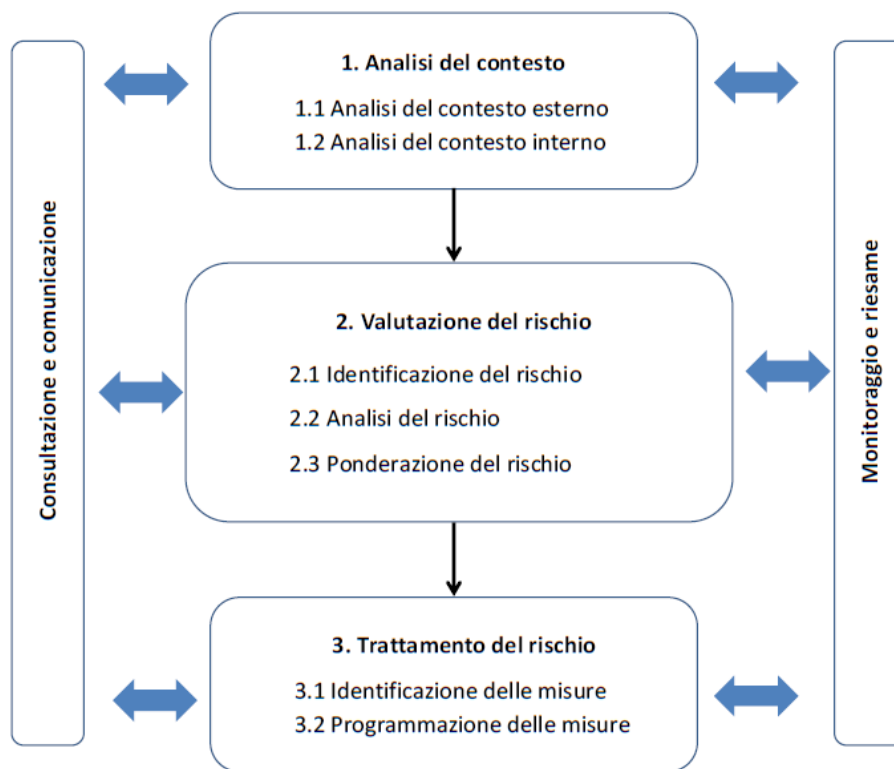 Consultazione e comunicazione
1. Analisi del contesto
1.1 Analisi del contesto esterno
1.2 Analisi del contesto interno
2. Valutazione del rischio
2.1 Identificazione del rischio
2.2 Analisi del rischio
2.3 Ponderazione del rischio
3. Trattamento del rischio
3.1 Identificazione delle misure
3.2 Programmazione delle misure
Monitoraggio e riesame